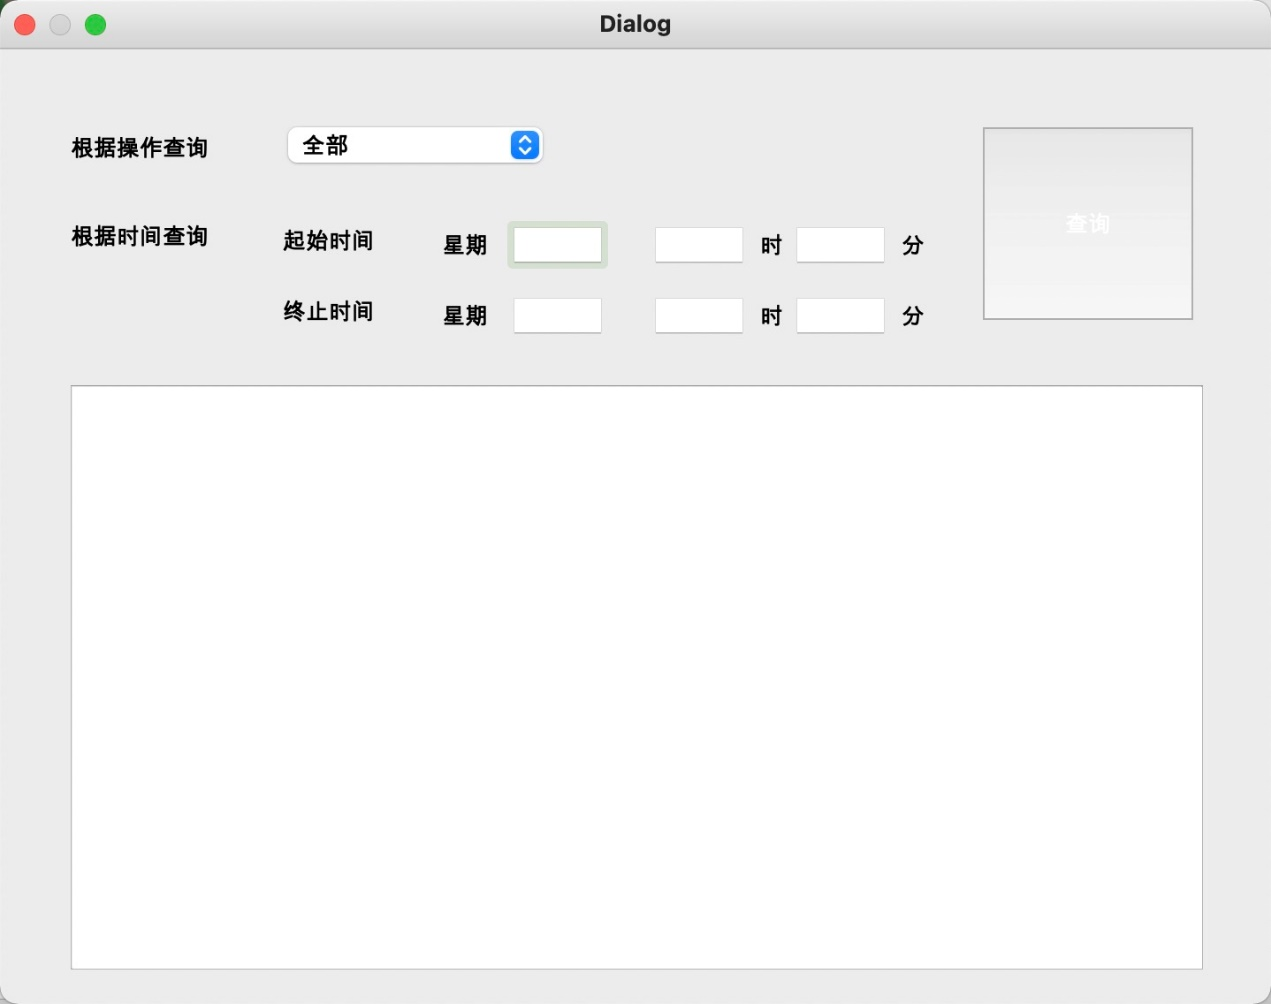 Dialog
根据操作查询 全部
查询
根据时间查询 起始时间 星期 时 分
终止时间 星期 时 分